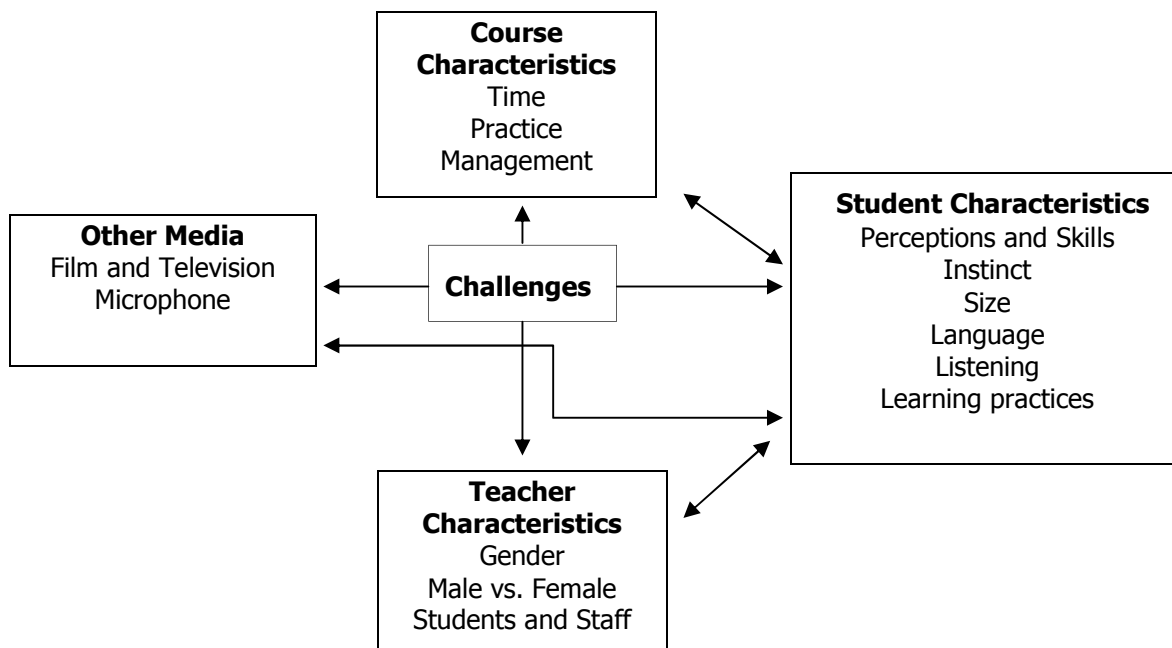 Course
Characteristics
Time
Practice
Management
Other Media
Film and Television
Microphone
Challenges
Student Characteristics
Perceptions and Skills
Instinct
Size
Language
Listening
Learning practices
Teacher
Characteristics
Gender
Male vs. Female
Students and Staff